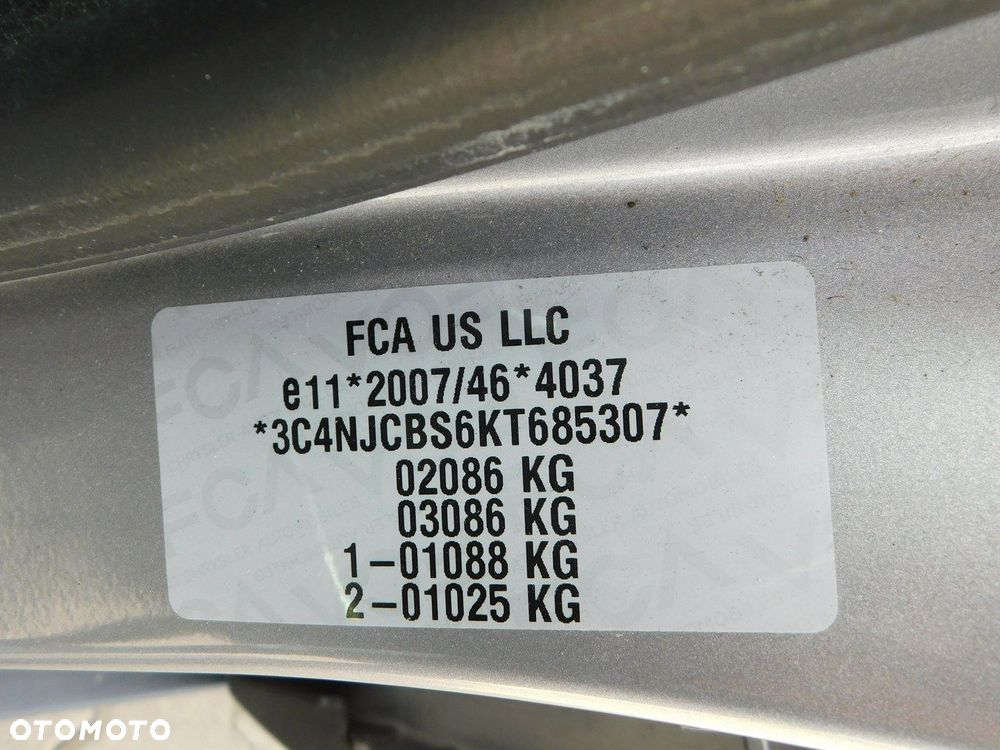 FCA US LLC
e11*2007/46*4037
*3C4NJCBS6KT685307*
02086 KG
03086 KG
1-01088 KG
2-01025 KG
OTOMOTO